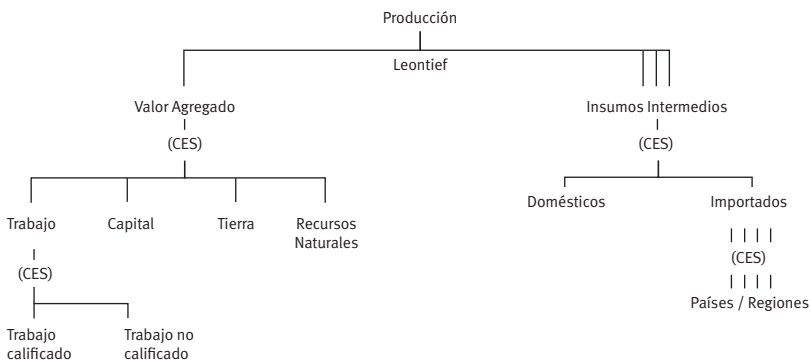 Producción
Leontief
Valor Agregado
Insumos Intermedios
(CES)
(CES)
Domésticos
Importados
Trabajo
Capital
Tierra
Recursos
Naturales
(CES)
(CES)
Países / Regiones
Trabajo
calificado
Trabajo no
calificado